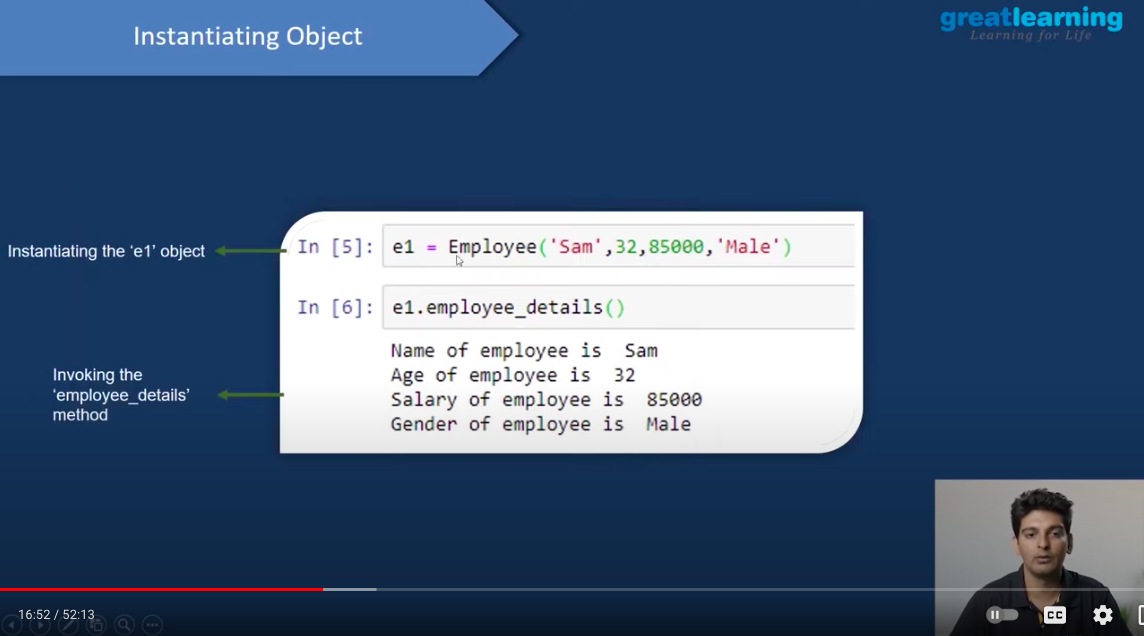 Instantiating Object
greatlearning
Learning for Life
Instantiating the ‘e1’ object
In [5]: e1 = Employee('Sam',32,85000,'Male')
In [6]: e1.employee_details()
Name of employee is  Sam
Age of employee is  32
Salary of employee is  85000
Gender of employee is  Male
Invoking the
‘employee_details’
method
16:52 / 52:13
CC